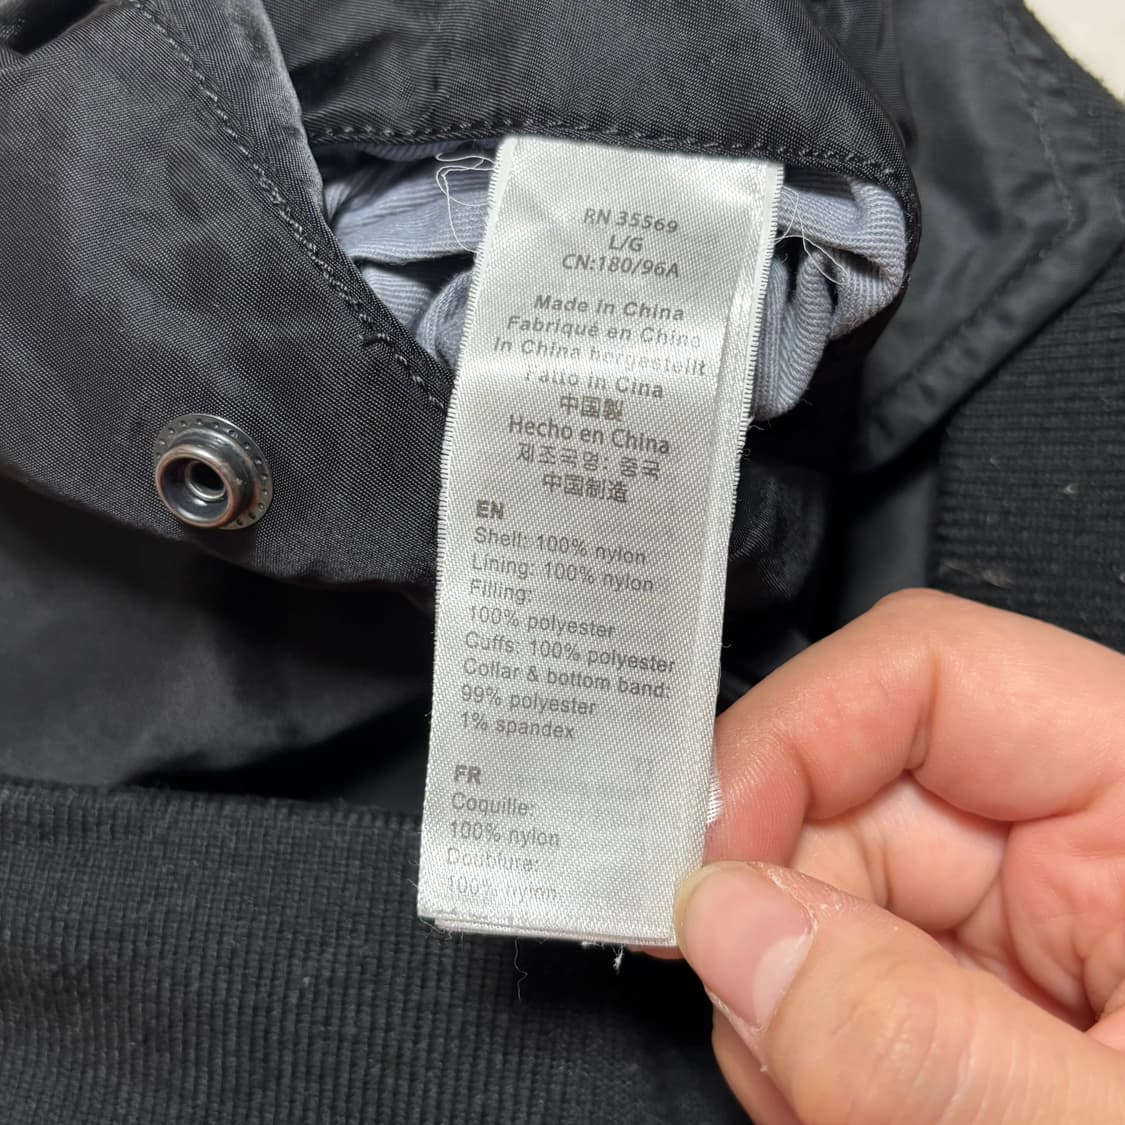 RN 35569
L/G
CN:180/96A
Made in China
Fabriqué en Chine
In China hergestellt
Fatto in Cina
中国製
Hecho en China
제조국명: 중국
中国制造
EN
Shell: 100% nylon
Lining: 100% nylon
Filling:
100% polyester
Cuffs: 100% polyester
Collar & bottom band:
99% polyester
1% spandex
FR
Coquille:
100% nylon
Doublure:
100% nylon